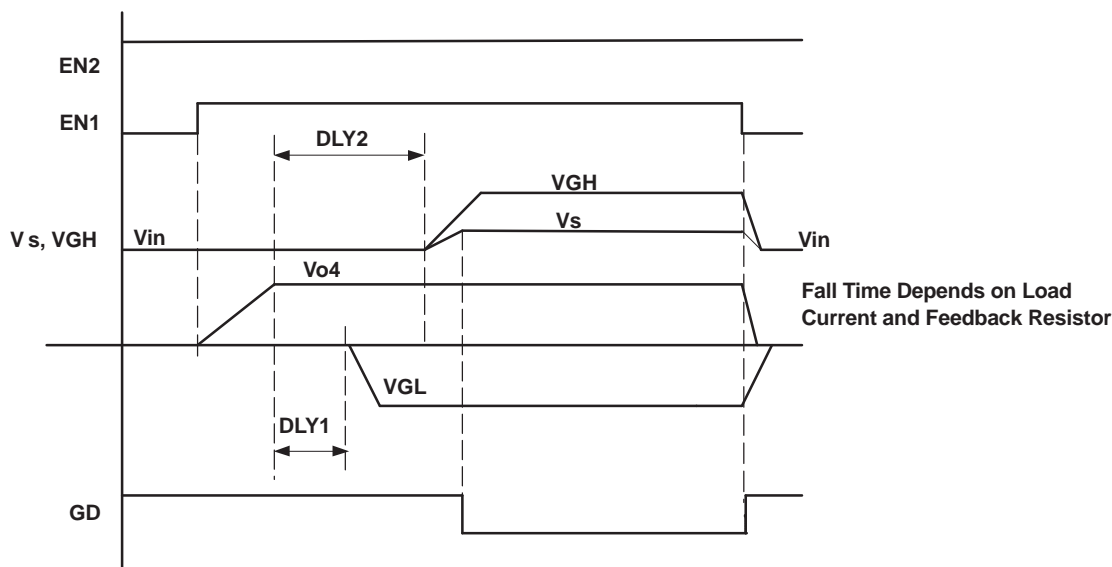 EN2
EN1
DLY2
VGH
Vs
Vs, VGH
Vin
Vin
Vo4
Fall Time Depends on Load
Current and Feedback Resistor
VGL
DLY1
GD